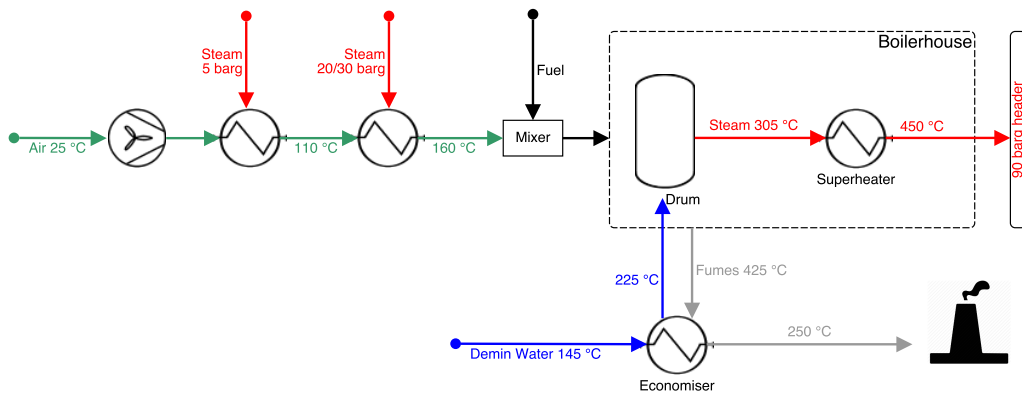 Boilerhouse
Steam
5 barg
Steam
20/30 barg
Fuel
Air 25 °C
110 °C
160 °C
Mixer
Steam 305 °C
450 °C
90 barg header
Superheater
Drum
225 °C
Fumes 425 °C
250 °C
Demin Water 145 °C
Economiser